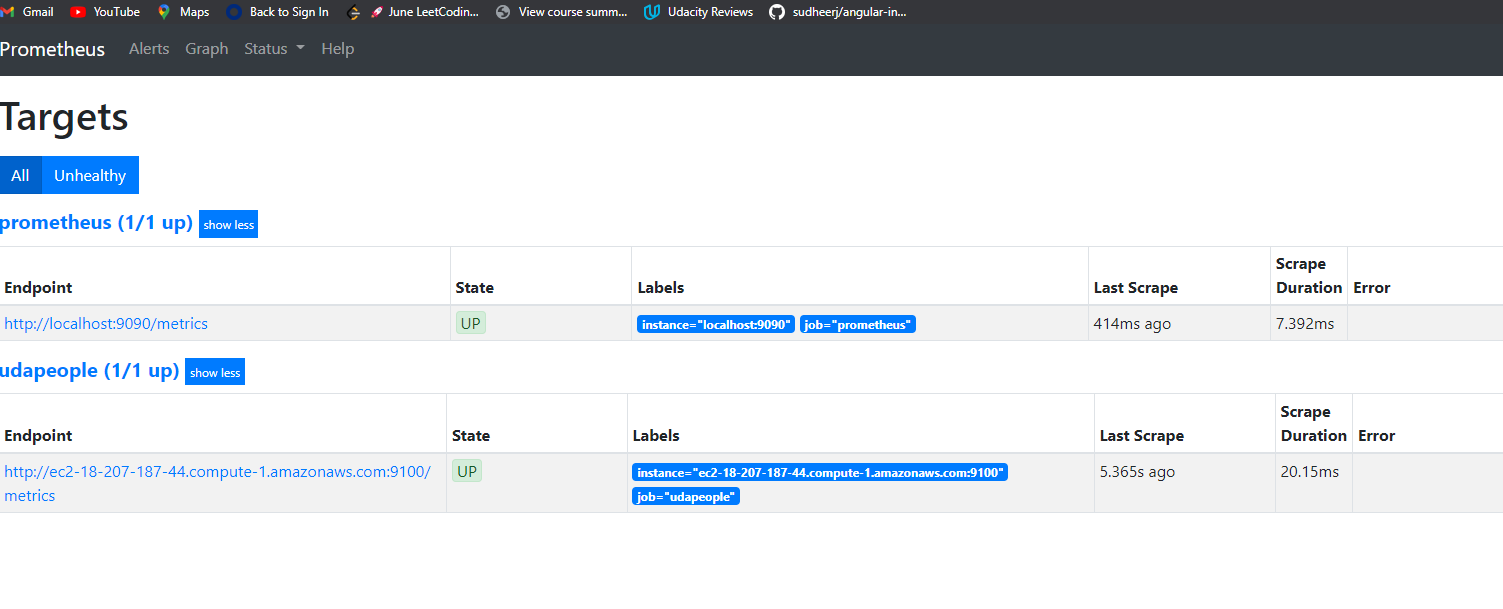 Gmail YouTube Maps Back to Sign In June LeetCodin... View course summ... Udacity Reviews sudheerj/angular-in...
Prometheus Alerts Graph Status Help
Targets
All Unhealthy
prometheus (1/1 up) show less
Endpoint State Labels Last Scrape Scrape Duration Error
http://localhost:9090/metrics UP instance="localhost:9090" job="prometheus" 414ms ago 7.392ms
udapeople (1/1 up) show less
Endpoint State Labels Last Scrape Scrape Duration Error
http://ec2-18-207-187-44.compute-1.amazonaws.com:9100/ UP instance="ec2-18-207-187-44.compute-1.amazonaws.com:9100" 5.365s ago 20.15ms
metrics job="udapeople"